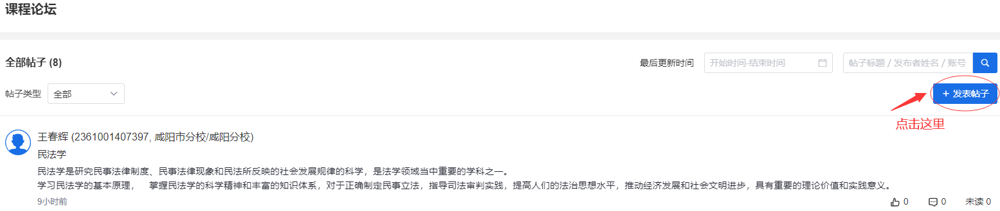 课程论坛
全部帖子 (8)
最后更新时间 开始时间-结束时间 帖子标题 / 发布者姓名 / 账号
帖子类型 全部
+ 发表帖子
点击这里
王春辉 (2361001407397, 咸阳市分校/咸阳分校)
民法学
民法学是研究民事法律制度、民事法律现象和民法所反映的社会发展规律的科学，是法学领域当中重要的学科之一。
学习民法学的基本原理， 掌握民法学的科学精神和丰富的知识体系，对于正确制定民事立法，指导司法审判实践，提高人们的法治思想水平，推动经济发展和社会文明进步，具有重要的理论价值和实践意义。
9小时前 0 0 未读 0